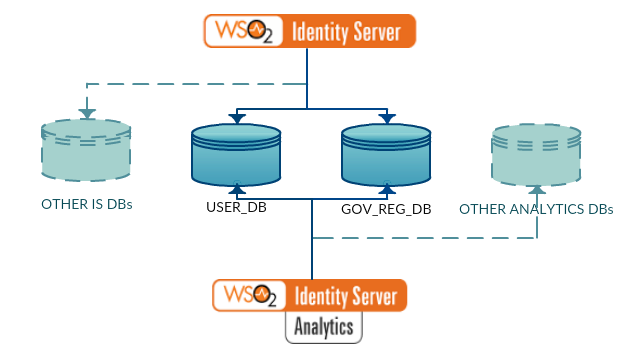 WSO2 Identity Server
OTHER IS DBs
USER_DB
GOV_REG_DB
OTHER ANALYTICS DBs
WSO2 Identity Server
Analytics